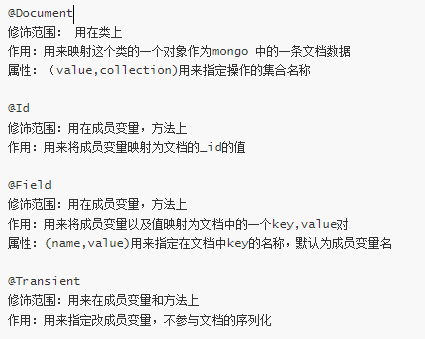 @Document
修饰范围： 用在类上
作用：用来映射这个类的一个对象作为mongo 中的一条文档数据
属性：(value,collection)用来指定操作的集合名称
@Id
修饰范围：用在成员变量，方法上
作用：用来将成员变量映射为文档的_id的值
@Field
修饰范围：用在成员变量，方法上
作用：用来将成员变量以及值映射为文档中的一个key,value对
属性：(name,value)用来指定在文档中key的名称，默认为成员变量名
@Transient
修饰范围：用来在成员变量和方法上
作用：用来指定改成员变量，不参与文档的序列化